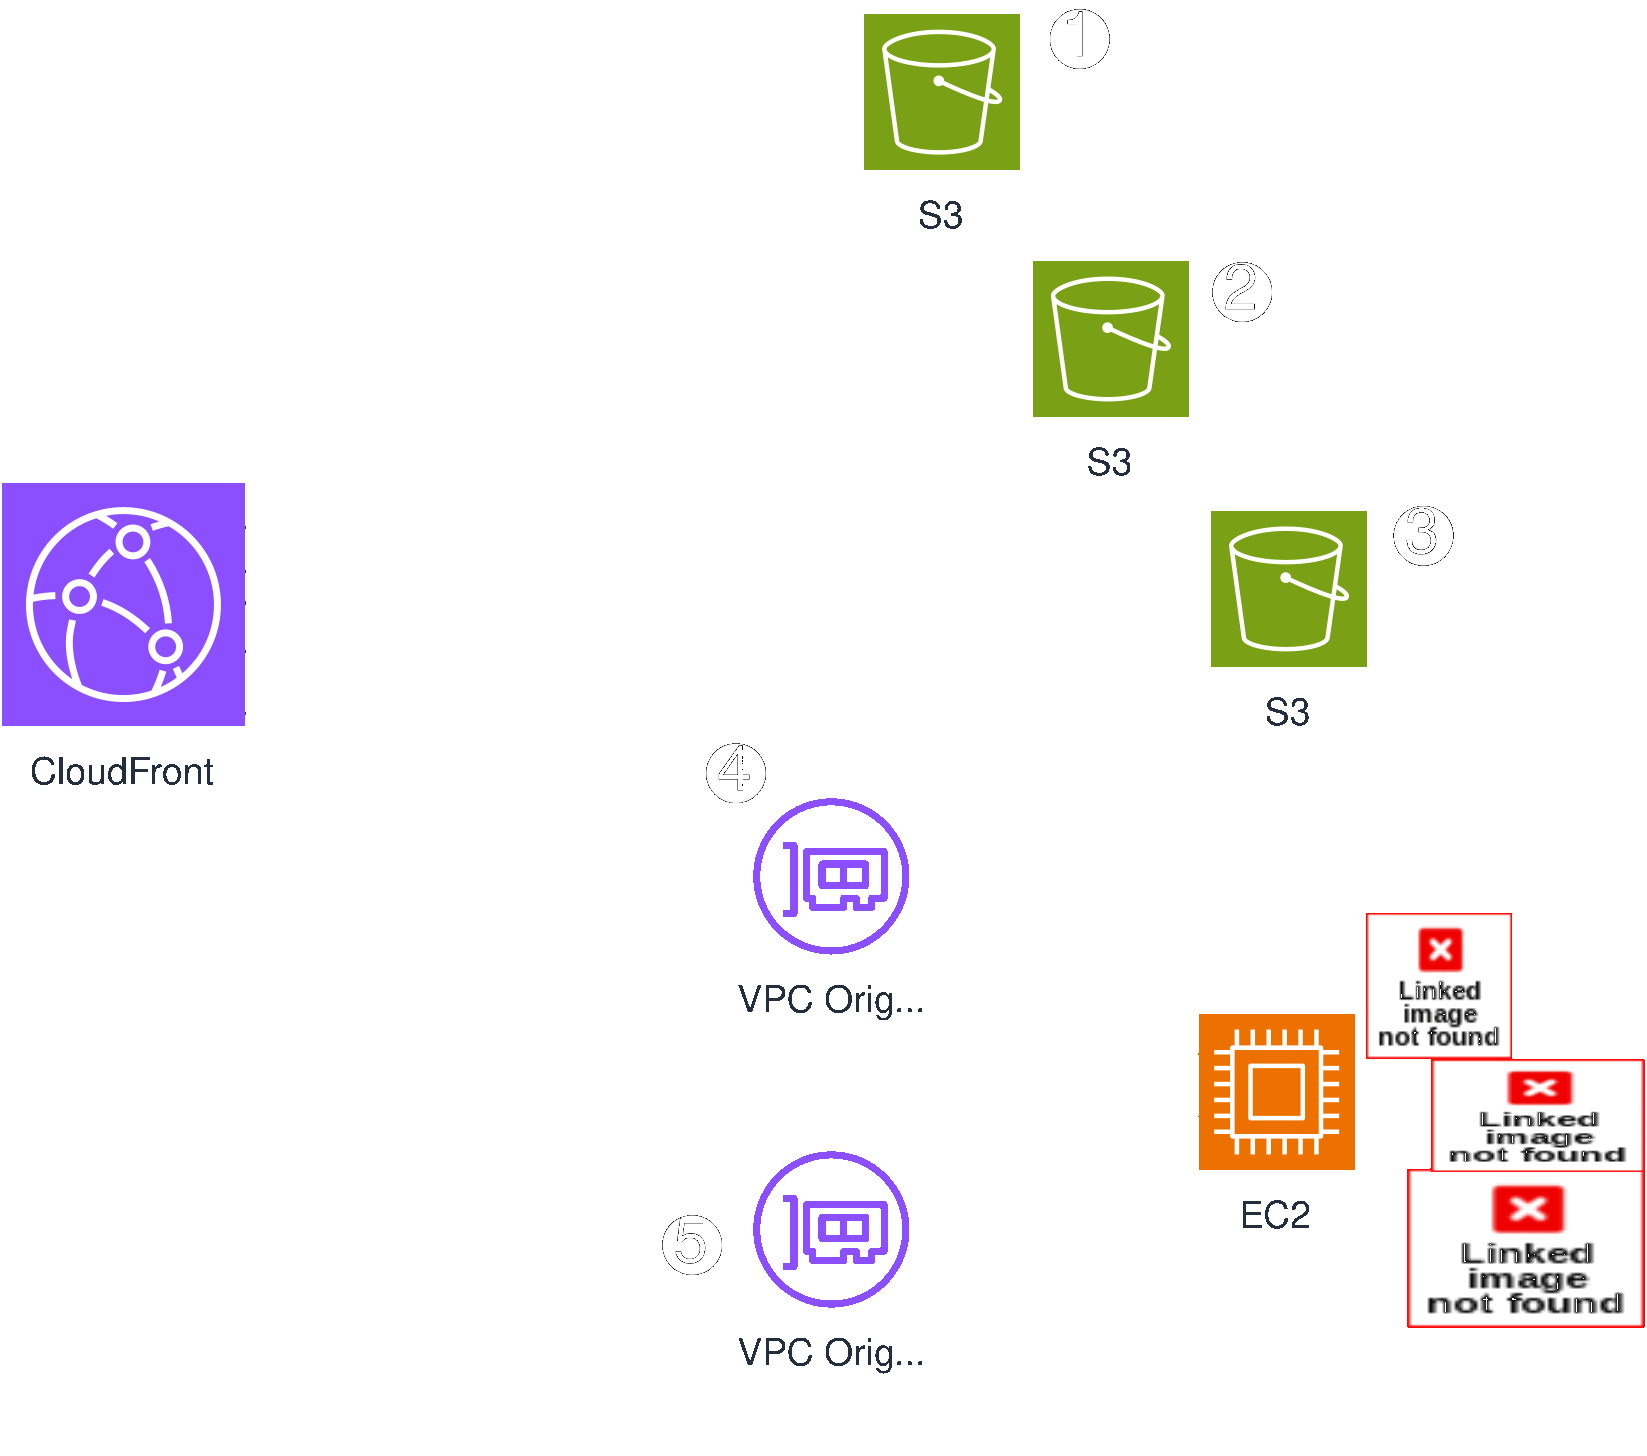 ①
S3
②
S3
③
S3
CloudFront
④
VPC Orig...
Linked
image
not found
Linked
image
not found
EC2
Linked
image
not found
⑤
VPC Orig...